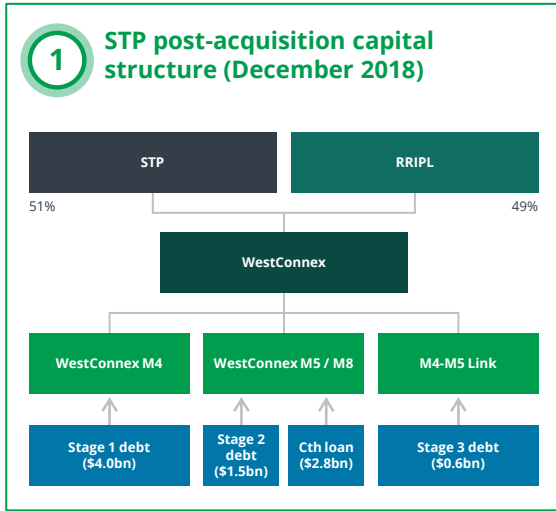 1
STP post-acquisition capital
structure (December 2018)
STP
RRIPL
51%
49%
WestConnex
WestConnex M4
WestConnex M5 / M8
M4-M5 Link
Stage 1 debt
($4.0bn)
Stage 2
debt
($1.5bn)
Cth loan
($2.8bn)
Stage 3 debt
($0.6bn)